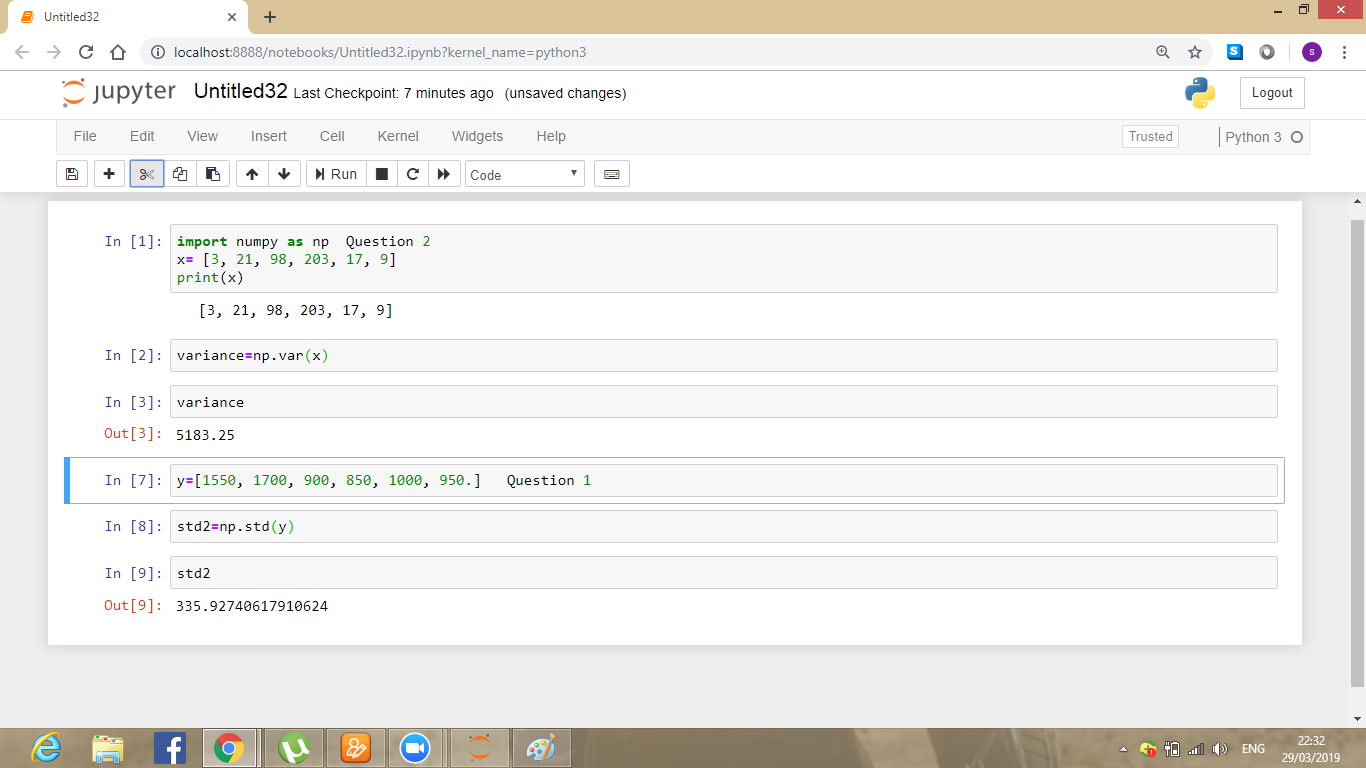 Untitled32
localhost:8888/notebooks/Untitled32.ipynb?kernel_name=python3
S
s
jupyter Untitled32 Last Checkpoint: 7 minutes ago (unsaved changes)
Logout
File Edit View Insert Cell Kernel Widgets Help
Trusted
Python 3
Run
Code
In [1]: import numpy as np  Question 2
x= [3, 21, 98, 203, 17, 9]
print(x)
[3, 21, 98, 203, 17, 9]
In [2]: variance=np.var(x)
In [3]: variance
Out[3]: 5183.25
In [7]: y=[1550, 1700, 900, 850, 1000, 950.]   Question 1
In [8]: std2=np.std(y)
In [9]: std2
Out[9]: 335.92740617910624
ENG
22:32
29/03/2019